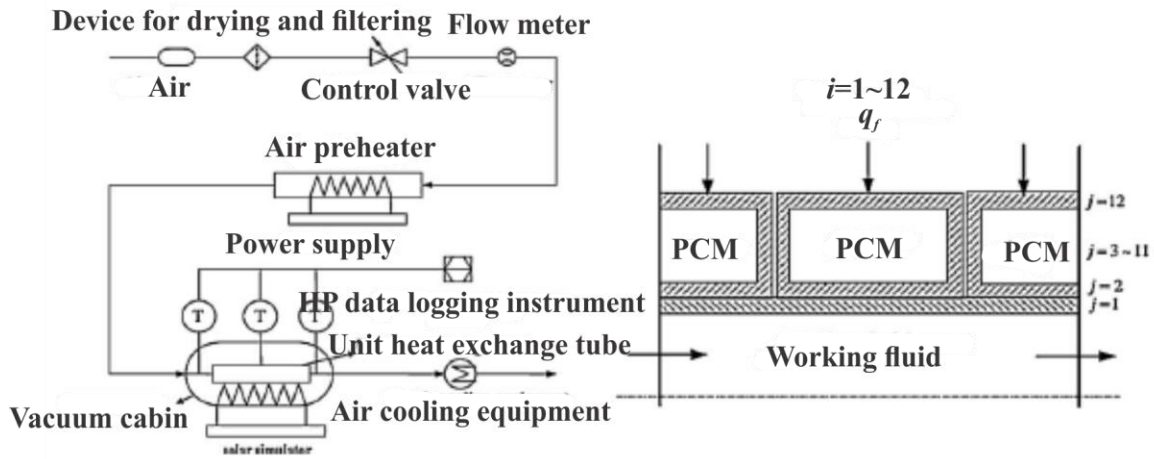 Device for drying and filtering
Flow meter
Air
Control valve
i=1~12
q_f
Air preheater
Power supply
HP data logging instrument
T T T
Unit heat exchange tube
Vacuum cabin
Air cooling equipment
solar simulator
PCM PCM PCM
j=12
j=3~11
j=2
j=1
Working fluid